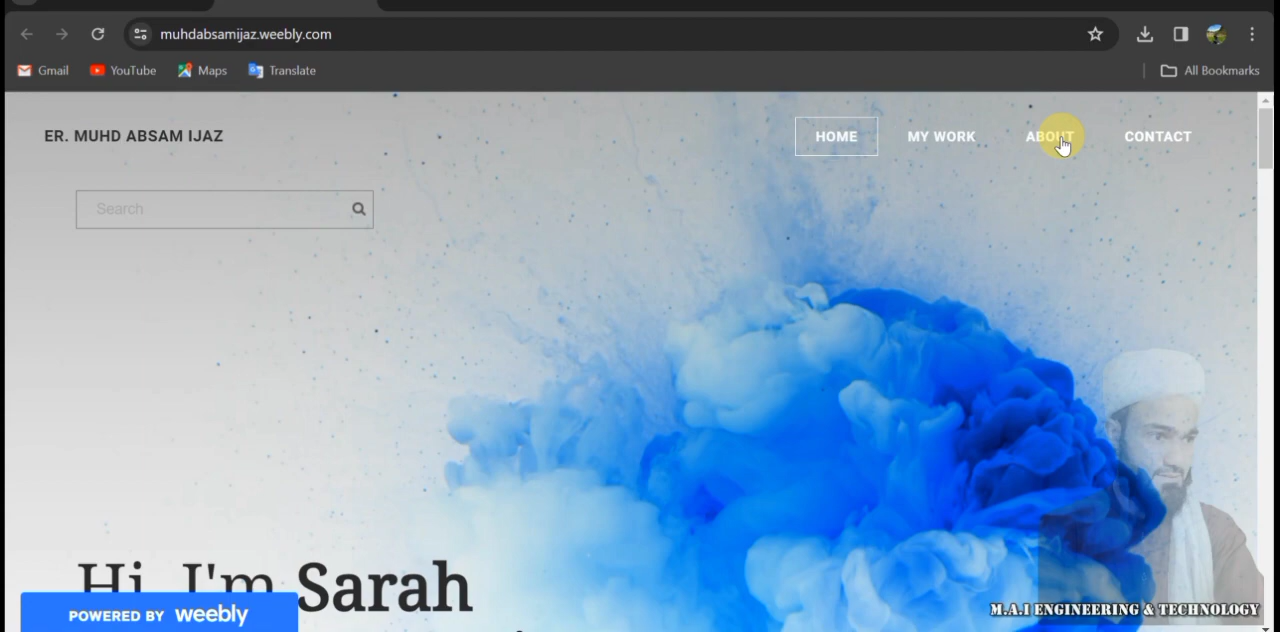 muhdabsamijaz.weebly.com
Gmail YouTube Maps Translate All Bookmarks
ER. MUHD ABSAM IJAZ HOME MY WORK ABOUT CONTACT
Search
Hi, I'm Sarah
POWERED BY weebly
M.A.I ENGINEERING & TECHNOLOGY